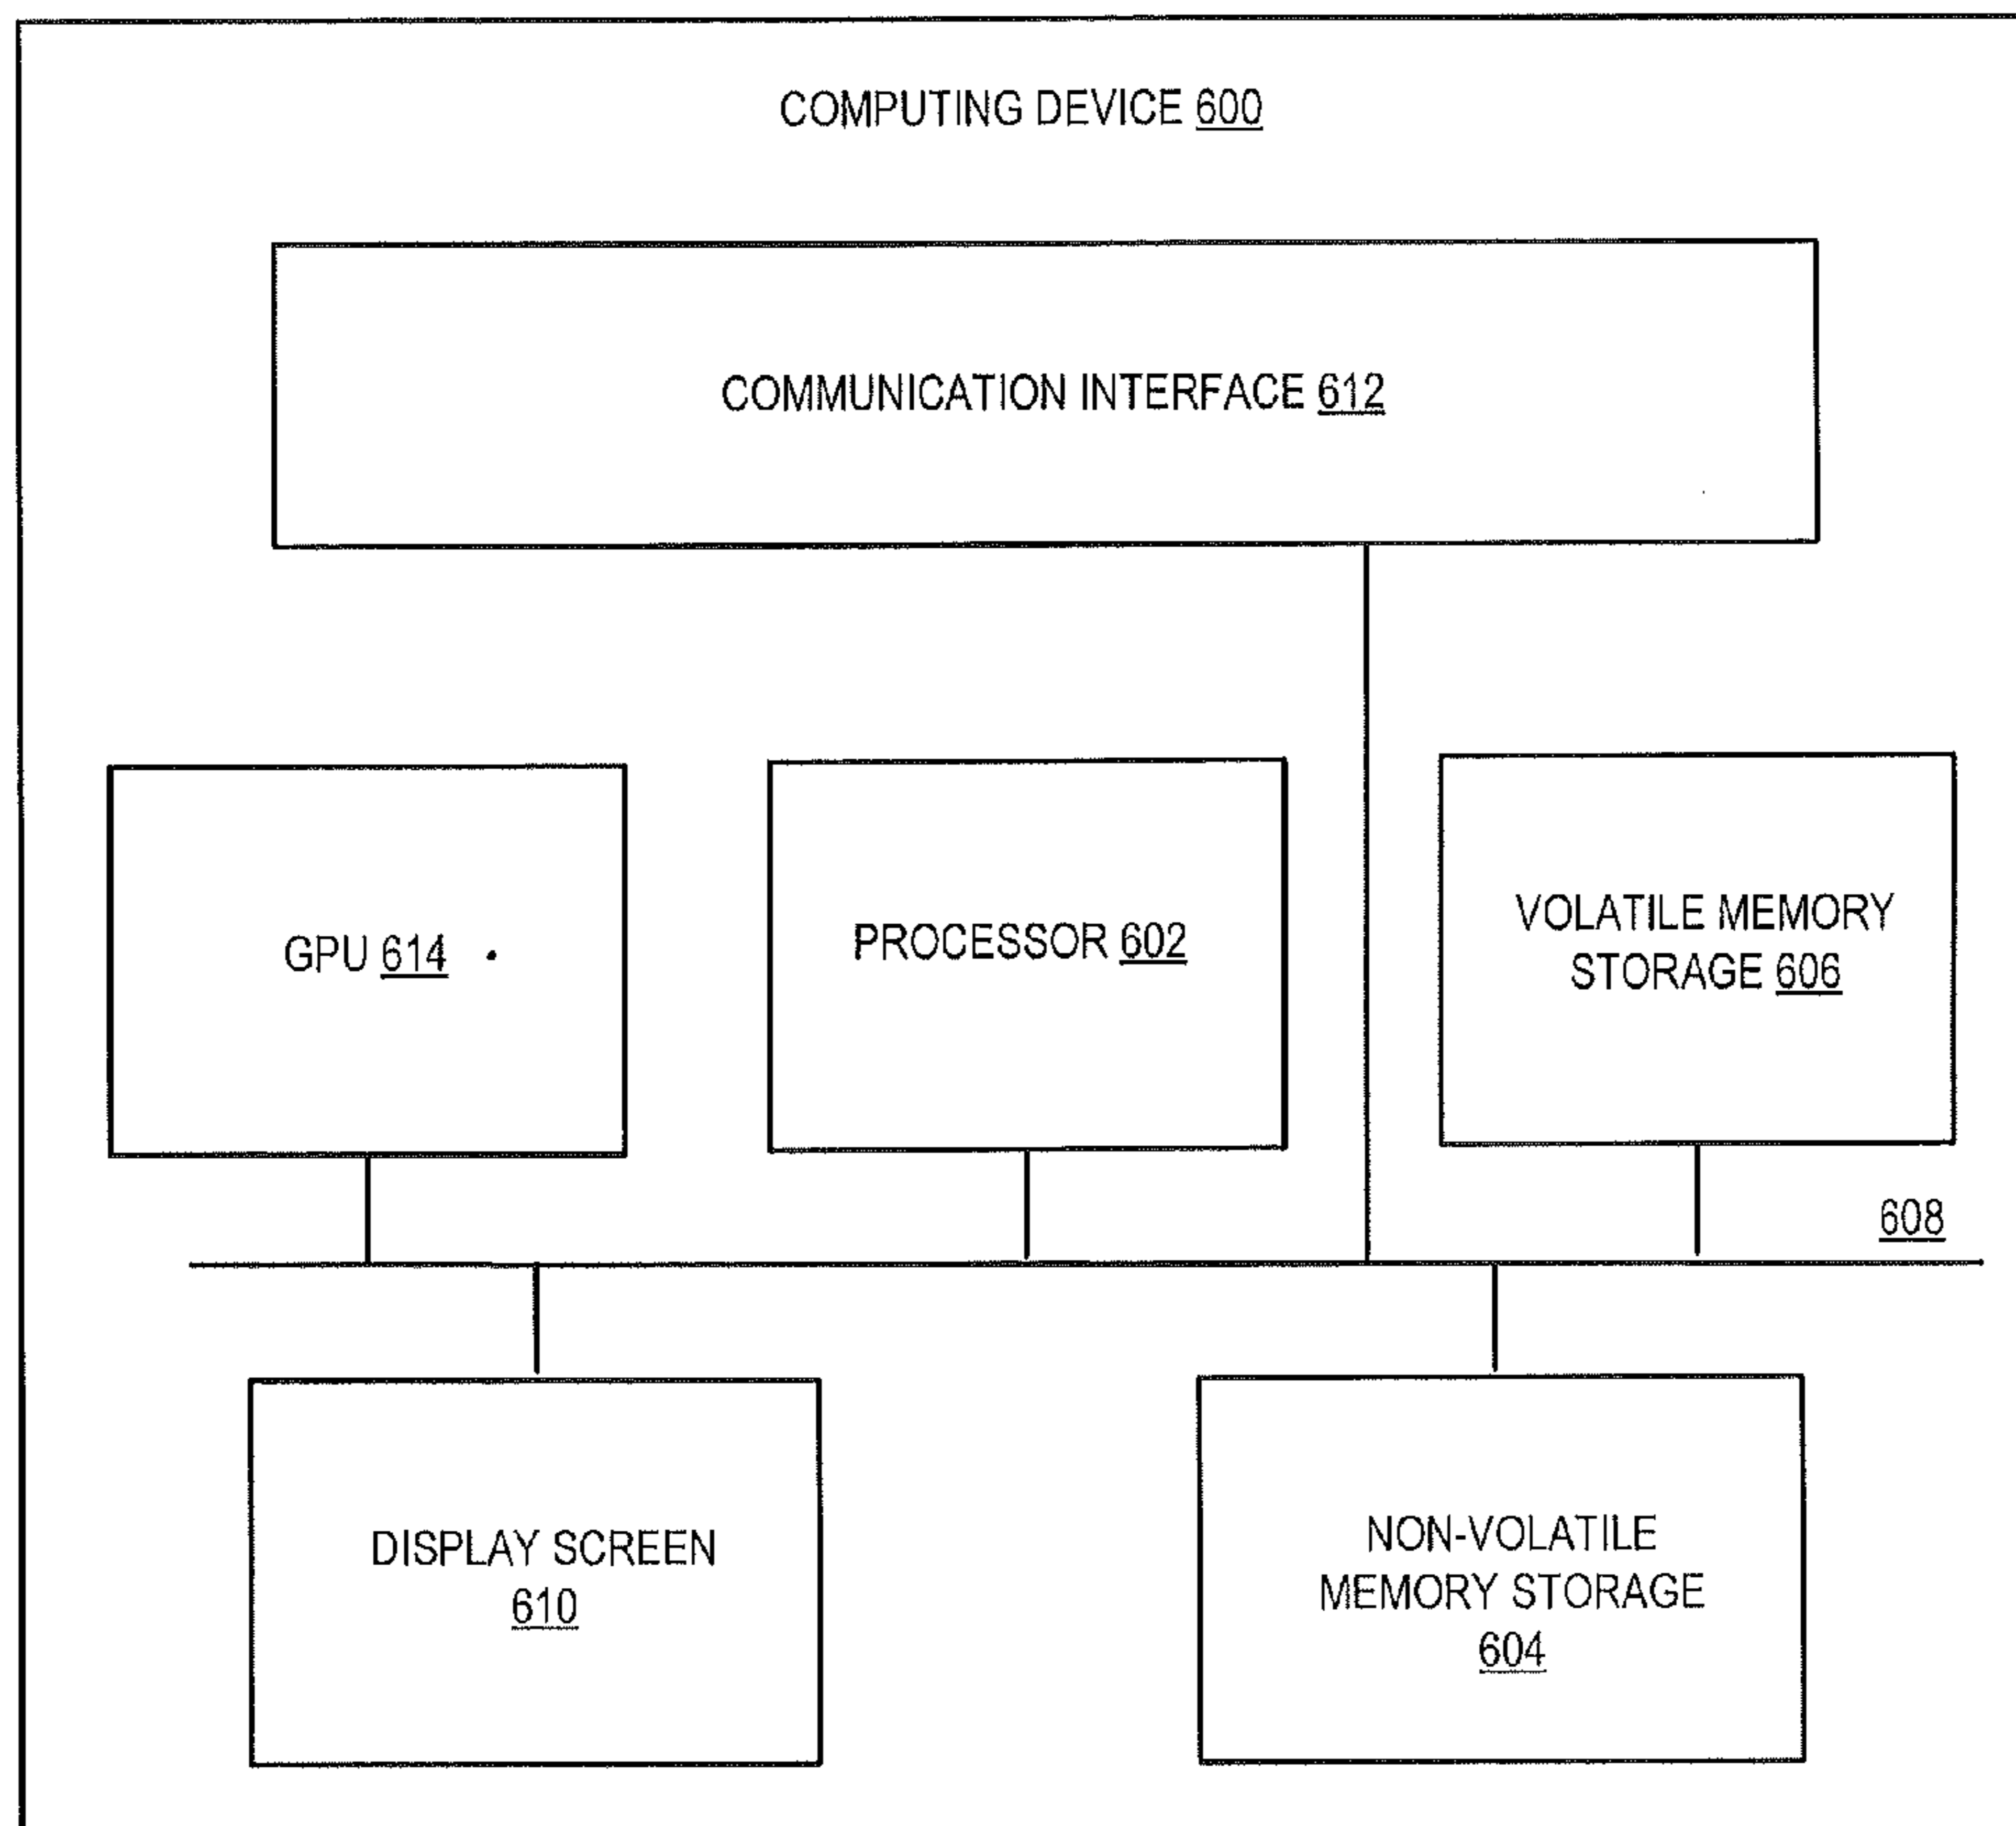 COMPUTING DEVICE 600
COMMUNICATION INTERFACE 612
GPU 614
PROCESSOR 602
VOLATILE MEMORY
STORAGE 606
608
DISPLAY SCREEN
610
NON-VOLATILE
MEMORY STORAGE
604